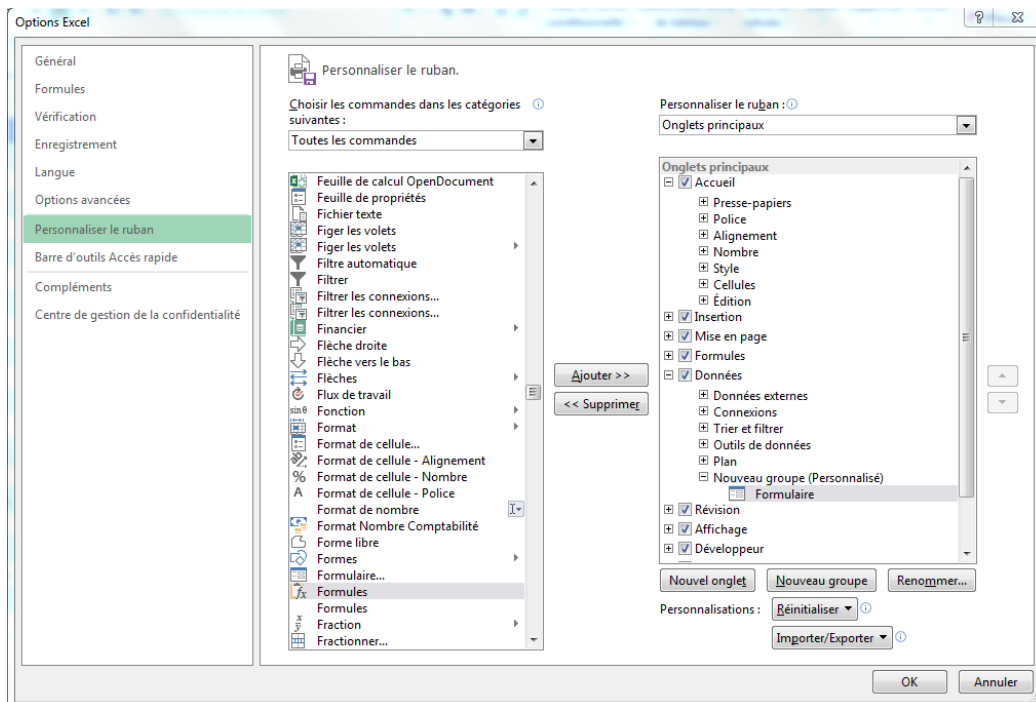 Options Excel
Général
Formules
Vérification
Enregistrement
Langue
Options avancées
Personnaliser le ruban
Barre d'outils Accès rapide
Compléments
Centre de gestion de la confidentialité
Personnaliser le ruban.
Choisir les commandes dans les catégories
suivantes :
Toutes les commandes
Feuille de calcul OpenDocument
Feuille de propriétés
Fichier texte
Figer les volets
Figer les volets
Filtre automatique
Filtrer
Filtrer les connexions...
Filtrer les connexions...
Financier
Flèche droite
Flèche vers le bas
Flèches
Flux de travail
Fonction
Format
Format de cellule...
Format de cellule - Alignement
Format de cellule - Nombre
Format de cellule - Police
Format de nombre
Format Nombre Comptabilité
Forme libre
Formes
Formulaire...
Formules
Formules
Fraction
Fractionner...
Ajouter >>
<< Supprimer
Personnaliser le ruban :
Onglets principaux
Onglets principaux
Accueil
Presse-papiers
Police
Alignement
Nombre
Style
Cellules
Édition
Insertion
Mise en page
Formules
Données
Données externes
Connexions
Trier et filtrer
Outils de données
Plan
Nouveau groupe (Personnalisé)
Formulaire
Révision
Affichage
Développeur
Nouvel onglet
Nouveau groupe
Renommer...
Personnalisations :
Réinitialiser
Importer/Exporter
OK
Annuler